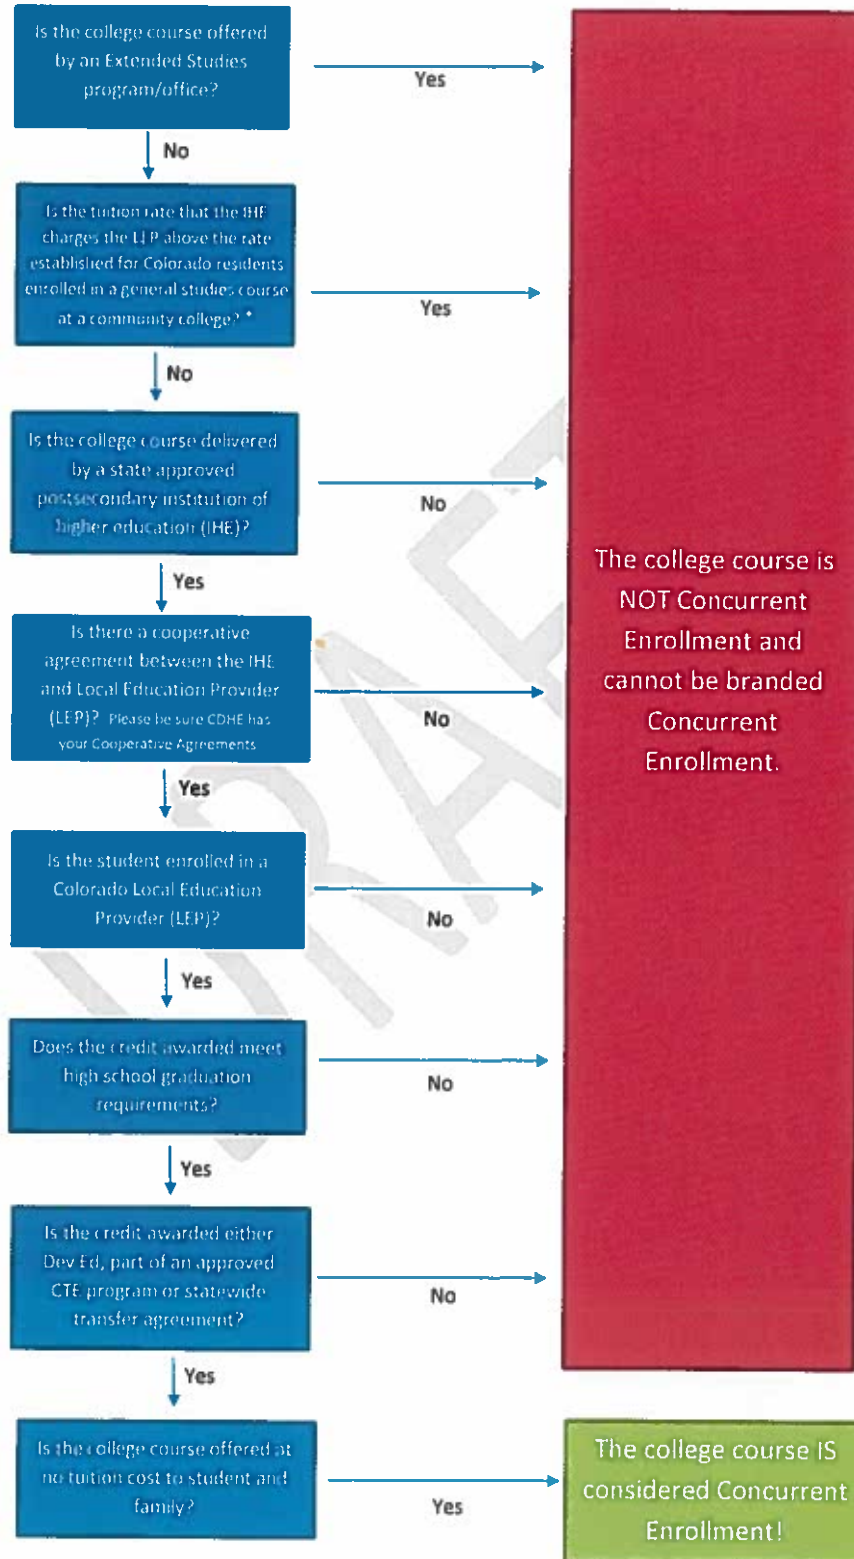 Is the college course offered
by an Extended Studies
program/office?
Yes
No
Is the tuition rate that the IHE
charges the LEP above the rate
established for Colorado residents
enrolled in a general studies course
at a community college? *
Yes
No
Is the college course delivered
by a state approved
postsecondary institution of
higher education (IHE)?
No
Yes
Is there a cooperative
agreement between the IHE
and Local Education Provider
(LEP)? Please be sure CDHE has
your Cooperative Agreements
No
Yes
Is the student enrolled in a
Colorado Local Education
Provider (LEP)?
No
Yes
Does the credit awarded meet
high school graduation
requirements?
No
Yes
Is the credit awarded either
Dev Ed, part of an approved
CTE program or statewide
transfer agreement?
No
Yes
Is the college course offered at
no tuition cost to student and
family?
Yes
The college course is
NOT Concurrent
Enrollment and
cannot be branded
Concurrent
Enrollment.
The college course IS
considered Concurrent
Enrollment!
DRAFT